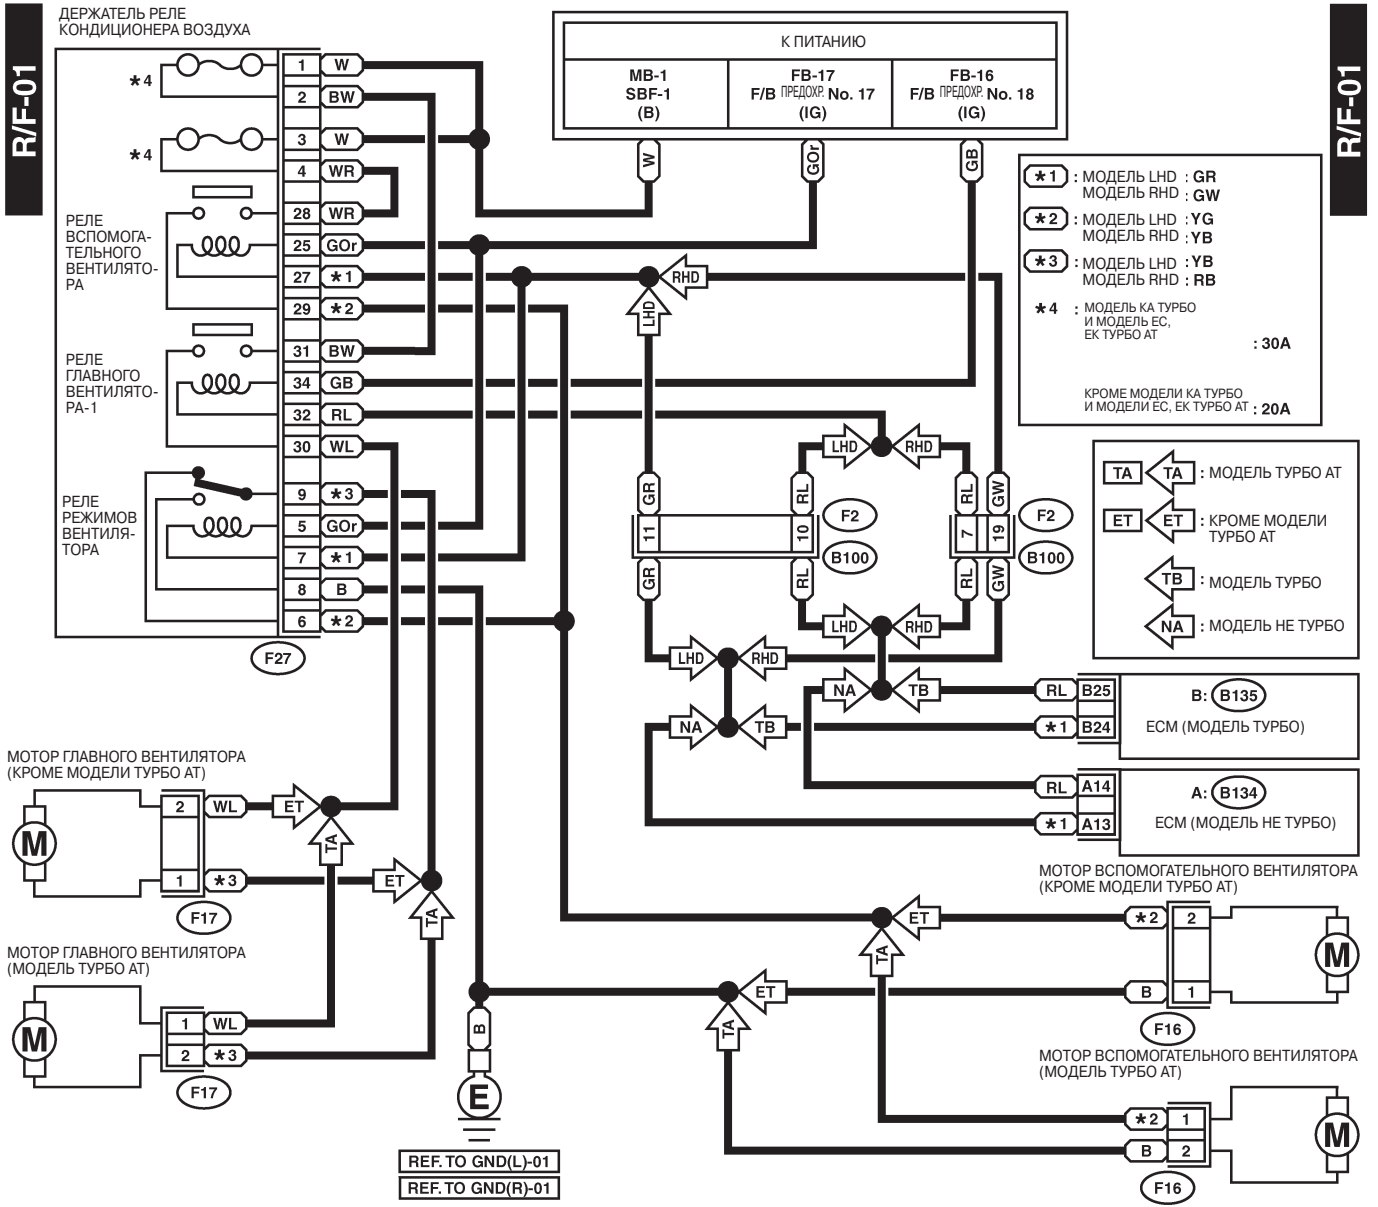 R/F-01
ДЕРЖАТЕЛЬ РЕЛЕ
КОНДИЦИОНЕРА ВОЗДУХА
R/F-01
К ПИТАНИЮ
MB-1
SBF-1
(B)
FB-17
F/B ПРЕДОХР. No. 17
(IG)
FB-16
F/B ПРЕДОХР. No. 18
(IG)
W
GOr
GB
*4
*4
1 W
2 BW
3 W
4 WR
28 WR
25 GOr
27 *1
29 *2
31 BW
34 GB
32 RL
30 WL
9 *3
5 GOr
7 *1
8 B
6 *2
F27
РЕЛЕ
ВСПОМОГА-
ТЕЛЬНОГО
ВЕНТИЛЯТО-
РА
РЕЛЕ
ГЛАВНОГО
ВЕНТИЛЯТО-
РА-1
РЕЛЕ
РЕЖИМОВ
ВЕНТИЛЯ-
ТОРА
*1 : МОДЕЛЬ LHD : GR
МОДЕЛЬ RHD : GW
*2 : МОДЕЛЬ LHD : YG
МОДЕЛЬ RHD : YB
*3 : МОДЕЛЬ LHD : YB
МОДЕЛЬ RHD : RB
*4 : МОДЕЛЬ КА ТУРБО
И МОДЕЛЬ ЕС,
ЕК ТУРБО АТ
: 30A
КРОМЕ МОДЕЛИ КА ТУРБО
И МОДЕЛИ ЕС, ЕК ТУРБО АТ : 20A
TA TA : МОДЕЛЬ ТУРБО АТ
ET ET : КРОМЕ МОДЕЛИ
ТУРБО АТ
TB : МОДЕЛЬ ТУРБО
NA : МОДЕЛЬ НЕ ТУРБО
RHD
LHD
LHD RHD
GR RL RL GW
11 10 7 19
F2 F2
B100 B100
GR RL RL GW
LHD RHD
LHD RHD
NA TB
NA TB
RL B25
*1 B24
B: B135
ECM (МОДЕЛЬ ТУРБО)
RL A14
*1 A13
A: B134
ECM (МОДЕЛЬ НЕ ТУРБО)
МОТОР ГЛАВНОГО ВЕНТИЛЯТОРА
(КРОМЕ МОДЕЛИ ТУРБО АТ)
M
2 WL ET
TA
1 *3 ET
TA
F17
МОТОР ГЛАВНОГО ВЕНТИЛЯТОРА
(МОДЕЛЬ ТУРБО АТ)
M
1 WL
2 *3
F17
B
E
REF. TO GND(L)-01
REF. TO GND(R)-01
МОТОР ВСПОМОГАТЕЛЬНОГО ВЕНТИЛЯТОРА
(КРОМЕ МОДЕЛИ ТУРБО АТ)
ET *2 2
TA
ET B 1
TA
M
F16
МОТОР ВСПОМОГАТЕЛЬНОГО ВЕНТИЛЯТОРА
(МОДЕЛЬ ТУРБО АТ)
*2 1
B 2
M
F16